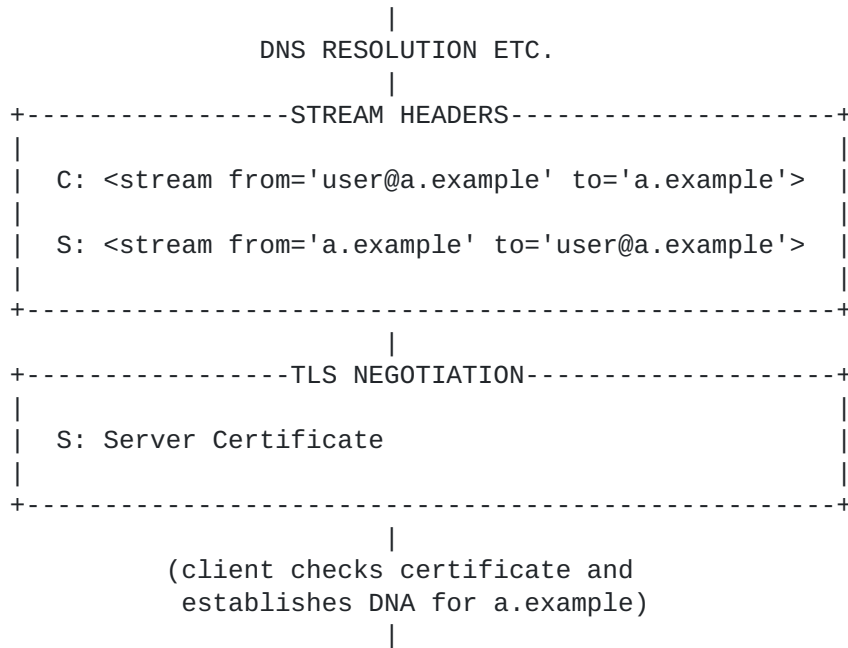 |
DNS RESOLUTION ETC.
|
+-----------------STREAM HEADERS---------------------+
|                                                    |
|  C: <stream from='user@a.example' to='a.example'>  |
|                                                    |
|  S: <stream from='a.example' to='user@a.example'>  |
|                                                    |
+----------------------------------------------------+
|
+-----------------TLS NEGOTIATION--------------------+
|                                                    |
|  S: Server Certificate                             |
|                                                    |
+----------------------------------------------------+
|
(client checks certificate and
establishes DNA for a.example)
|